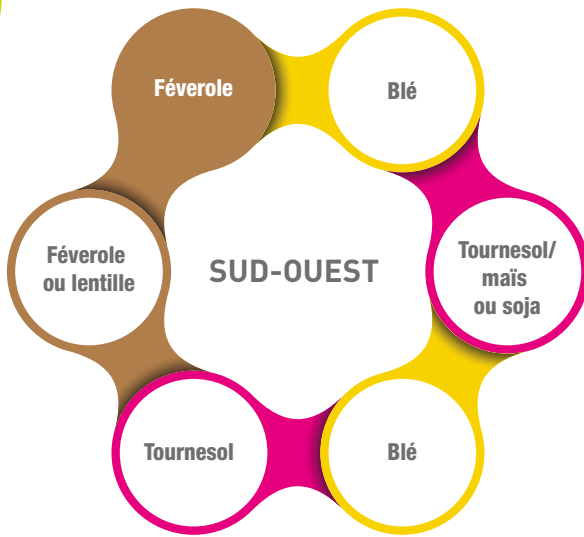 Féverole
Blé
Féverole
ou lentille
SUD-OUEST
Tournesol/
maïs
ou soja
Tournesol
Blé